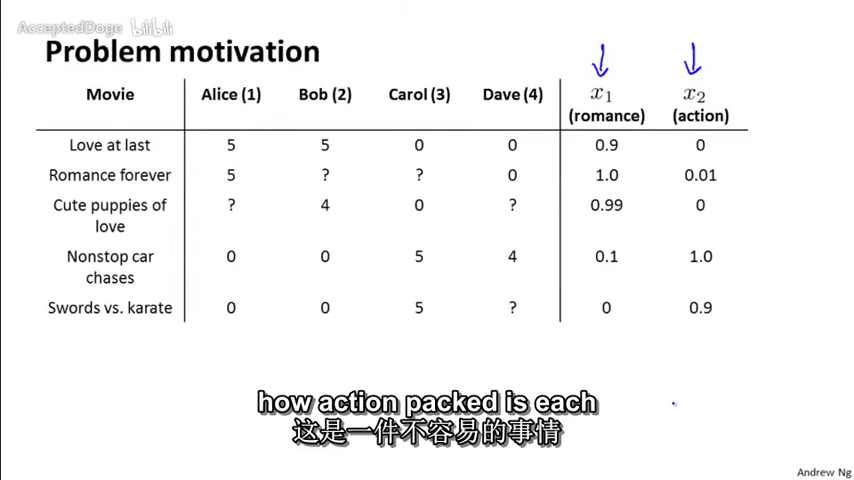 AcceptedDoge bilibili
Problem motivation
Movie Alice (1) Bob (2) Carol (3) Dave (4) x₁ (romance) x₂ (action)
Love at last 5 5 0 0 0.9 0
Romance forever 5 ? ? 0 1.0 0.01
Cute puppies of love ? 4 0 ? 0.99 0
Nonstop car chases 0 0 5 4 0.1 1.0
Swords vs. karate 0 0 5 ? 0 0.9
how action packed is each
这是一件不容易的事情
Andrew Ng